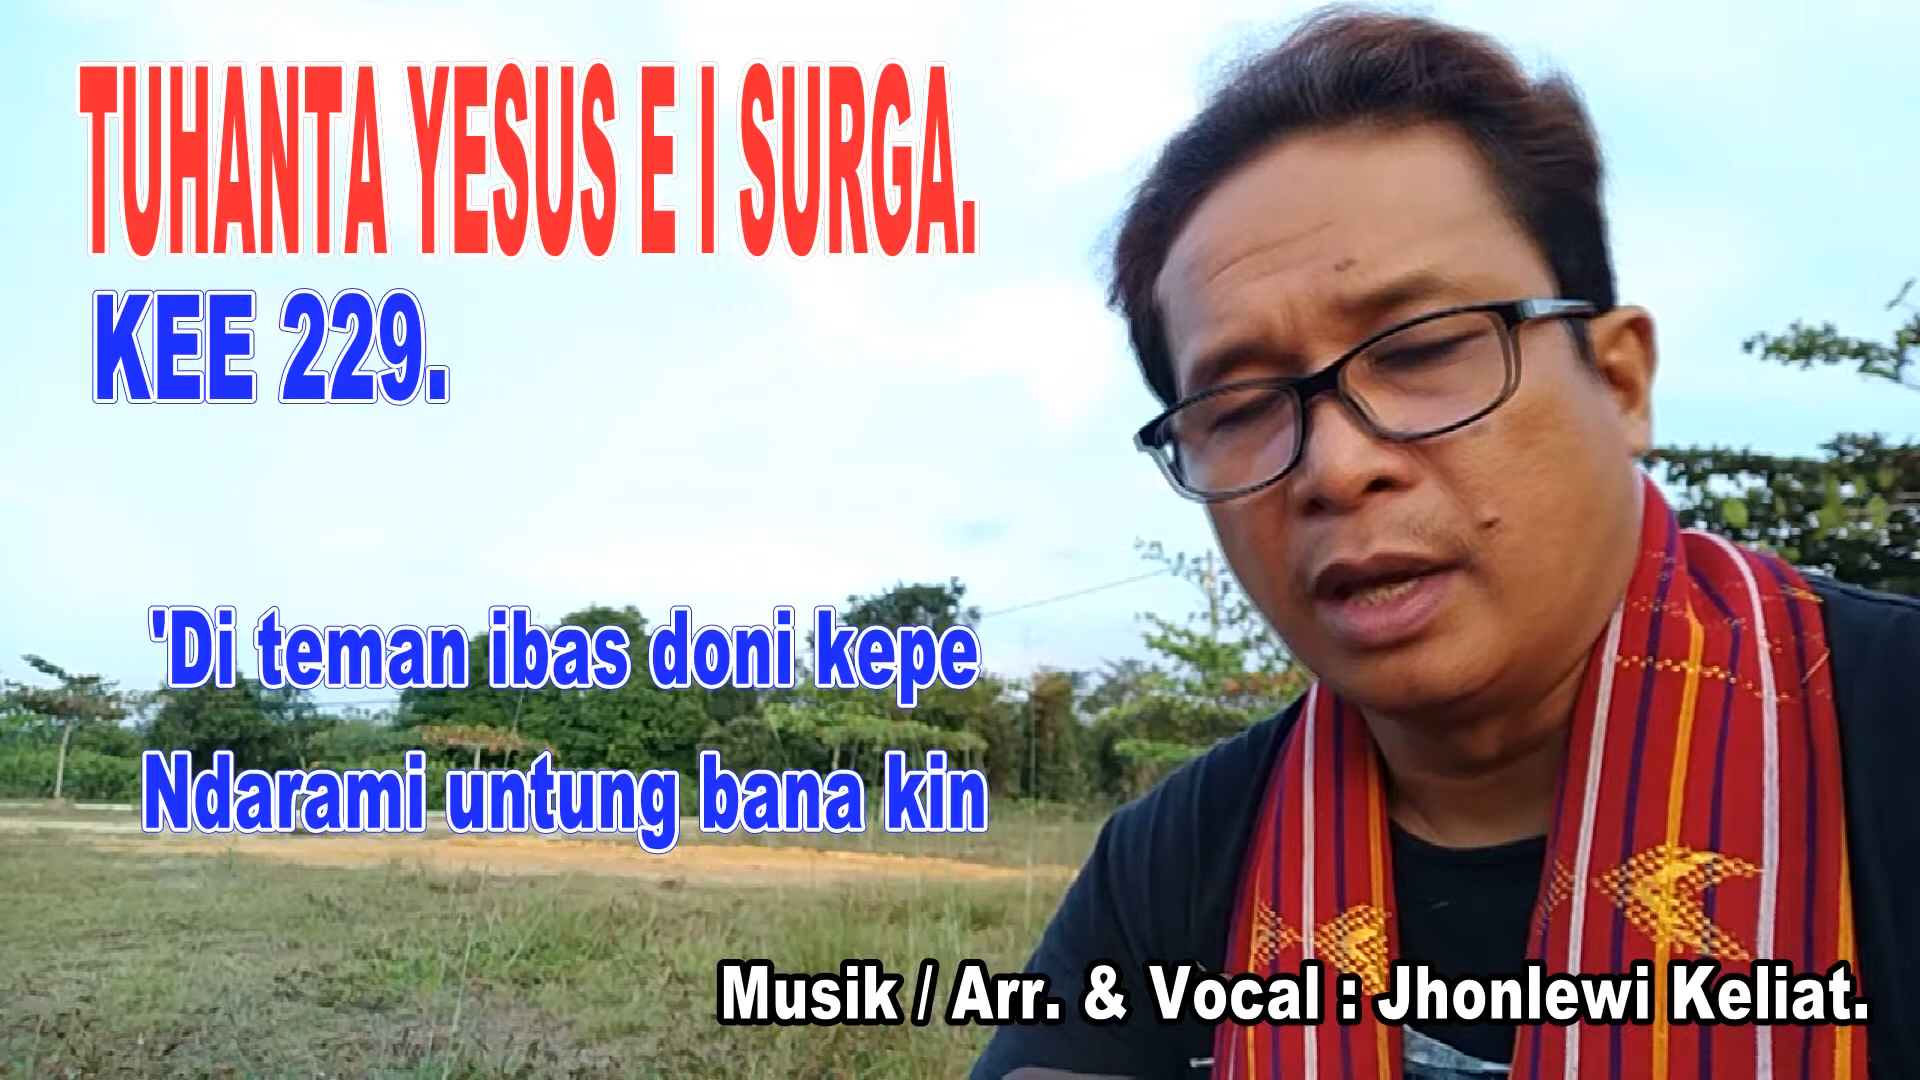 TUHANTA YESUS E I SURGA.
KEE 229.
'Di teman ibas doni kepe
Ndarami untung bana kin
Musik / Arr. & Vocal : Jhonlewi Keliat.